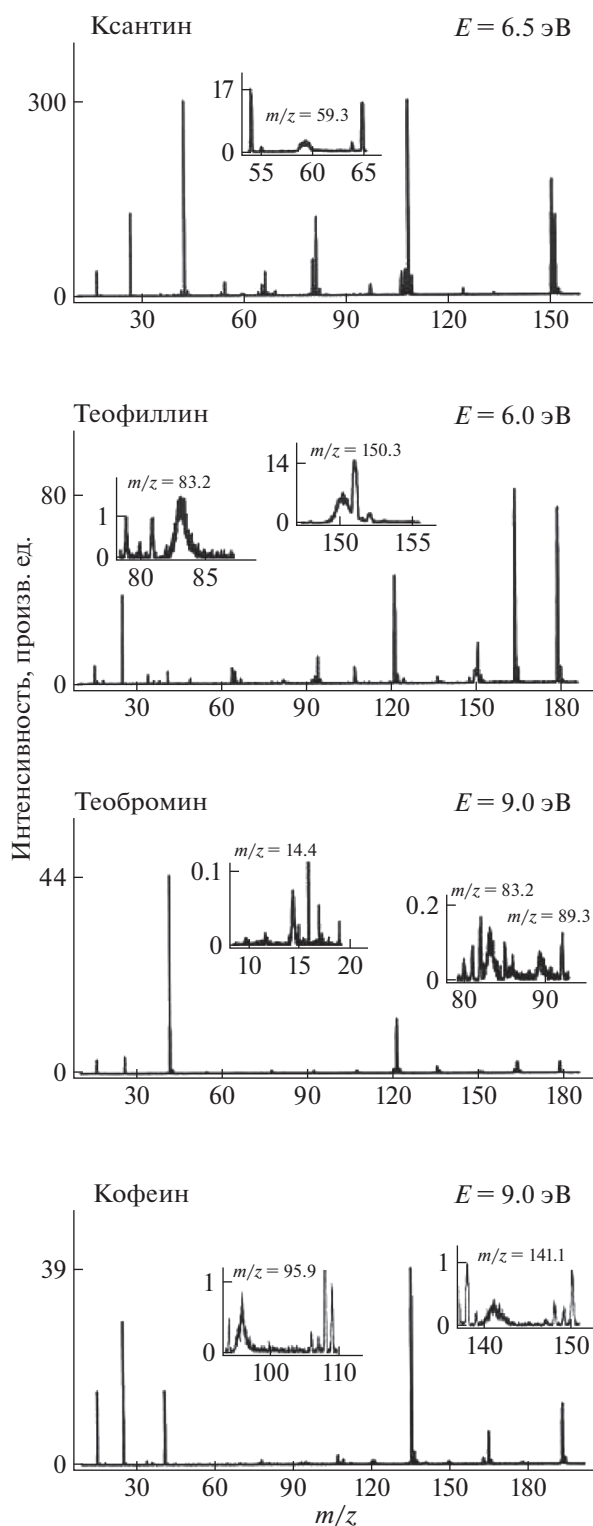 Ксантин E = 6.5 эВ
300
0
17
0
m/z = 59.3
55 60 65
30 60 90 120 150
Теофиллин E = 6.0 эВ
80
0
m/z = 83.2
1
0
80 85
m/z = 150.3
14
0
150 155
30 60 90 120 150 180
Интенсивность, произв. ед.
Теобромин E = 9.0 эВ
44
0
m/z = 14.4
0.1
0
10 15 20
m/z = 83.2
m/z = 89.3
0.2
0
80 90
30 60 90 120 150 180
Кофеин E = 9.0 эВ
39
0
m/z = 95.9
1
0
100 110
m/z = 141.1
1
0
140 150
30 60 90 120 150 180
m/z